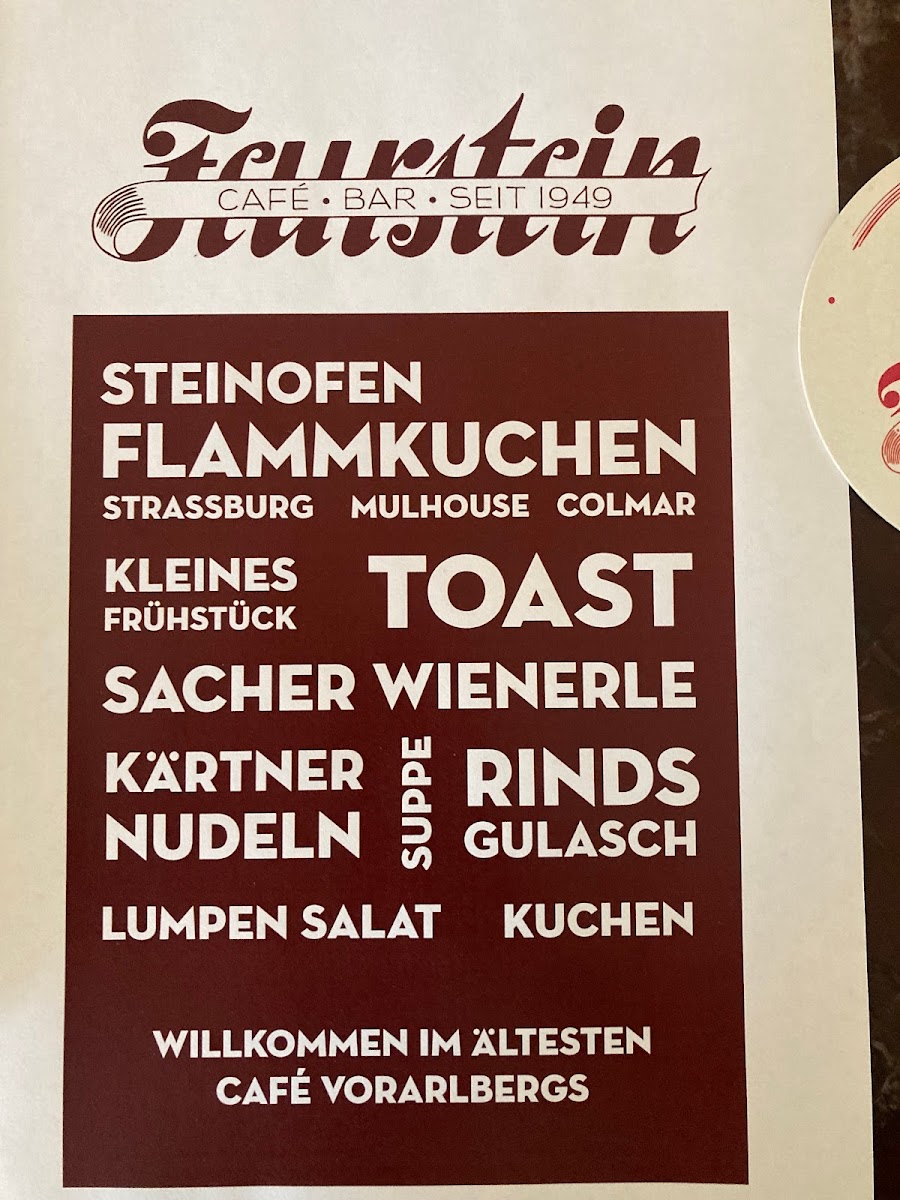 Feurstein
CAFÉ • BAR • SEIT 1949
STEINOFEN
FLAMMKUCHEN
STRASSBURG MULHOUSE COLMAR
KLEINES
FRÜHSTÜCK
TOAST
SACHER WIENERLE
KÄRTNER
NUDELN
SUPPE
RINDS
GULASCH
LUMPEN SALAT KUCHEN
WILLKOMMEN IM ÄLTESTEN
CAFÉ VORARLBERGS